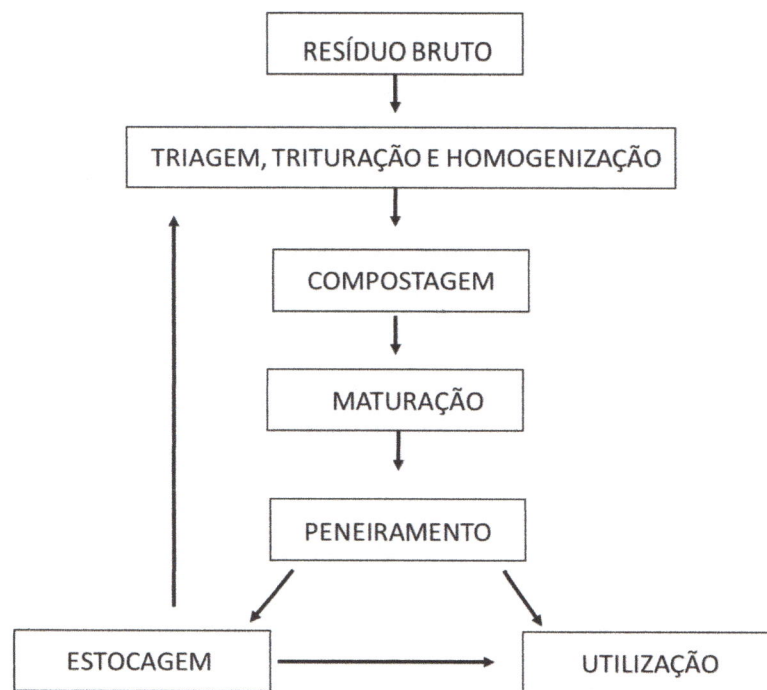 RESÍDUO BRUTO
TRIAGEM, TRITURAÇÃO E HOMOGENIZAÇÃO
COMPOSTAGEM
MATURAÇÃO
PENEIRAMENTO
ESTOCAGEM
UTILIZAÇÃO